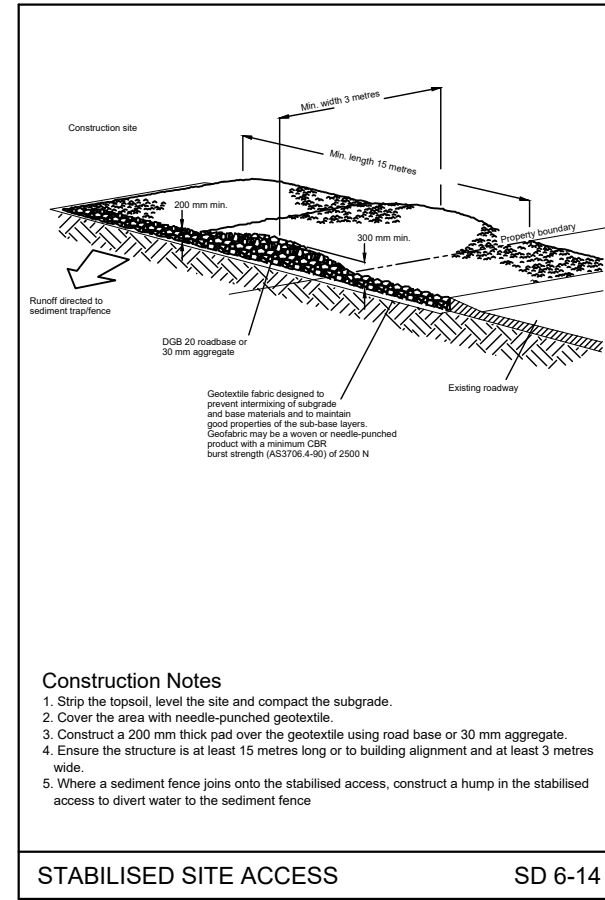 Min. width 3 metres
Construction site
Min. length 15 metres
200 mm min.
300 mm min.
Property boundary
Runoff directed to
sediment trap/fence
DGB 20 roadbase or
30 mm aggregate
Existing roadway
Geotextile fabric designed to
prevent intermixing of subgrade
and base materials and to maintain
good properties of the sub-base layers.
Geofabric may be a woven or needle-punched
product with a minimum CBR
burst strength (AS3706.4-90) of 2500 N
Construction Notes
1. Strip the topsoil, level the site and compact the subgrade.
2. Cover the area with needle-punched geotextile.
3. Construct a 200 mm thick pad over the geotextile using road base or 30 mm aggregate.
4. Ensure the structure is at least 15 metres long or to building alignment and at least 3 metres
wide.
5. Where a sediment fence joins onto the stabilised access, construct a hump in the stabilised
access to divert water to the sediment fence
STABILISED SITE ACCESS SD 6-14